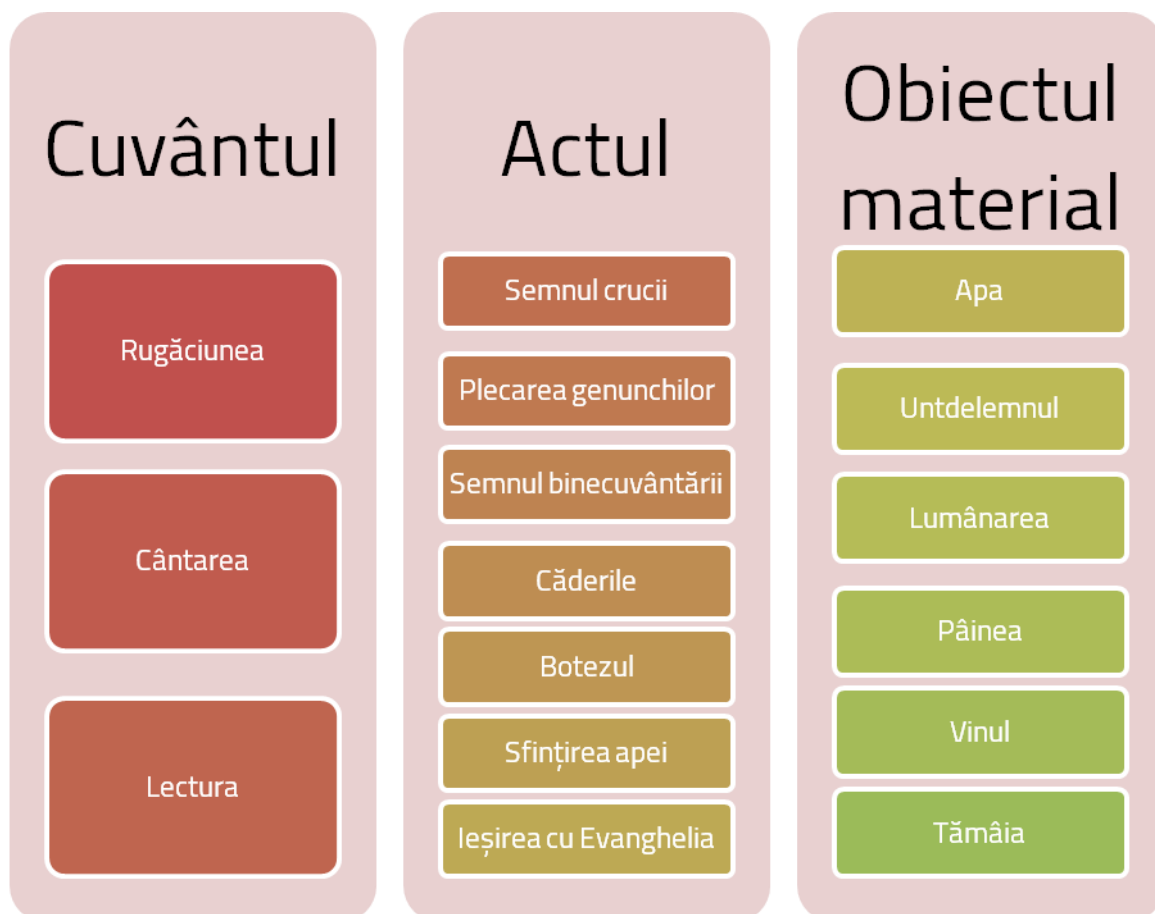 Cuvântul
Rugăciunea
Cântarea
Lectura
Actul
Semnul crucii
Plecarea genunchilor
Semnul binecuvântării
Căderile
Botezul
Sfințirea apei
Ieșirea cu Evanghelia
Obiectul
material
Apa
Untdelemnul
Lumânarea
Pâinea
Vinul
Tămâia